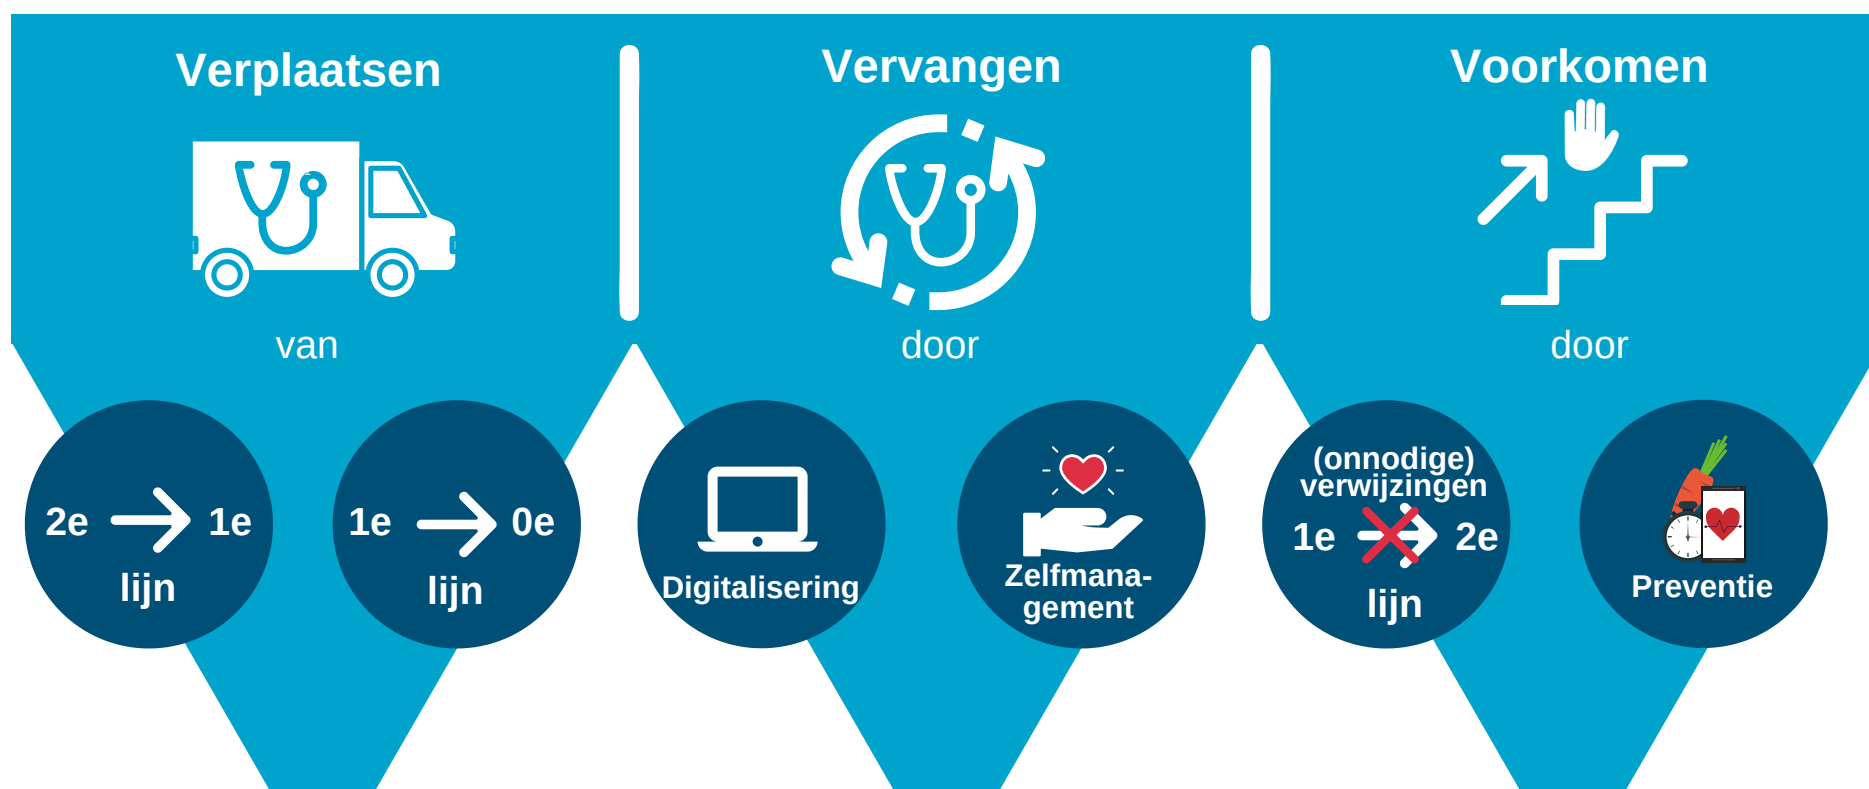 Verplaatsen
van
2e 1e
lijn
1e 0e
lijn
Vervangen
door
Digitalisering
Zelfmana-
gement
Voorkomen
door
(onnodige)
verwijzingen
1e 2e
lijn
Preventie